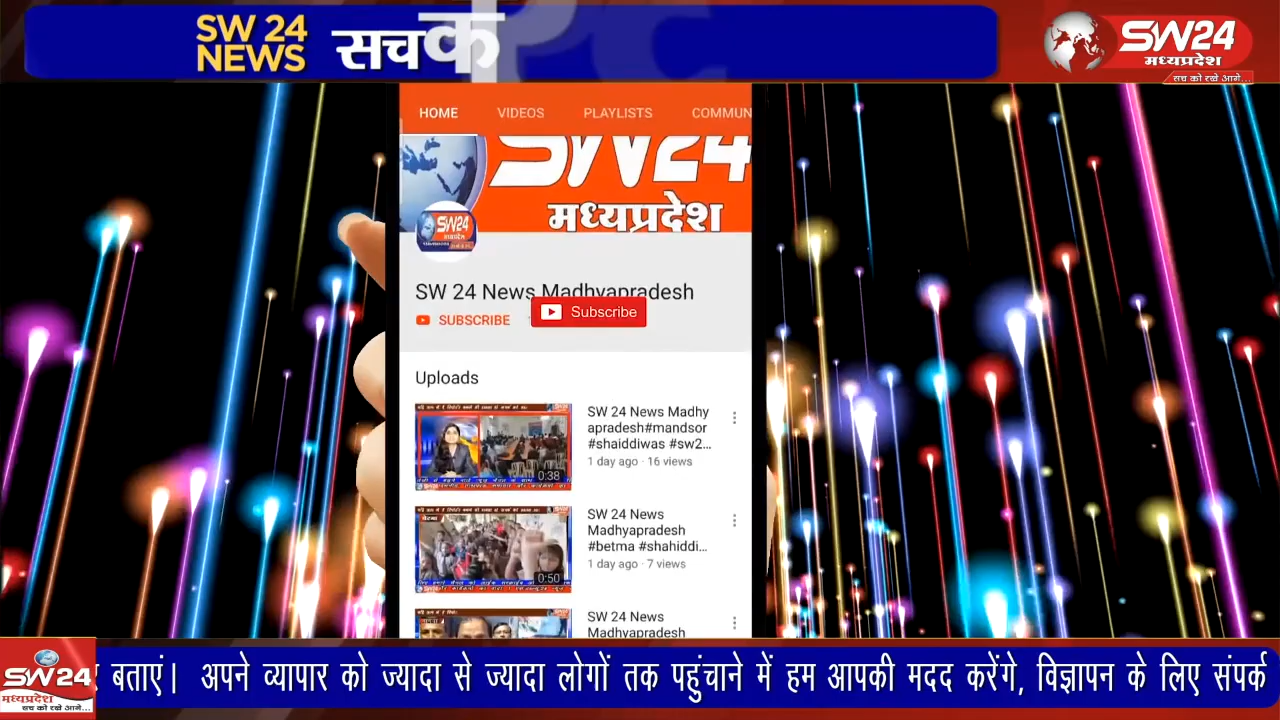 SW 24
NEWS
सच
SW24
मध्यप्रदेश
सच को रखे आगे...
HOME VIDEOS PLAYLISTS COMMUN
SW24
मध्यप्रदेश
SW24
SW 24 News Madhyapradesh
SUBSCRIBE
Subscribe
Uploads
SW 24 News Madhy
apradesh#mandsor
#shaiddiwas #sw2...
1 day ago · 16 views
0:38
SW 24 News
Madhyapradesh
#betma #shahiddi...
1 day ago · 7 views
0:50
SW 24 News
Madhyapradesh
SW24
मध्यप्रदेश
सच को रखे आगे...
बताएं। अपने व्यापार को ज्यादा से ज्यादा लोगों तक पहुंचाने में हम आपकी मदद करेंगे, विज्ञापन के लिए संपर्क